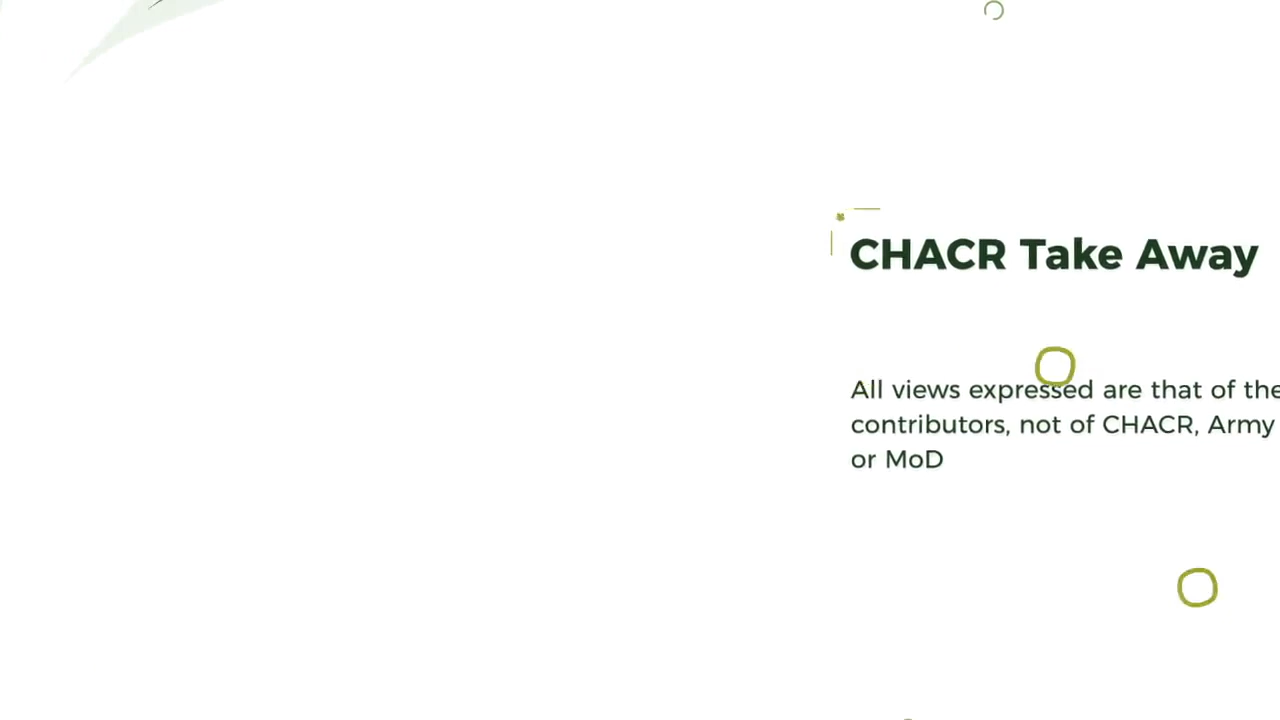 CHACR Take Away
All views expressed are that of the
contributors, not of CHACR, Army
or MoD